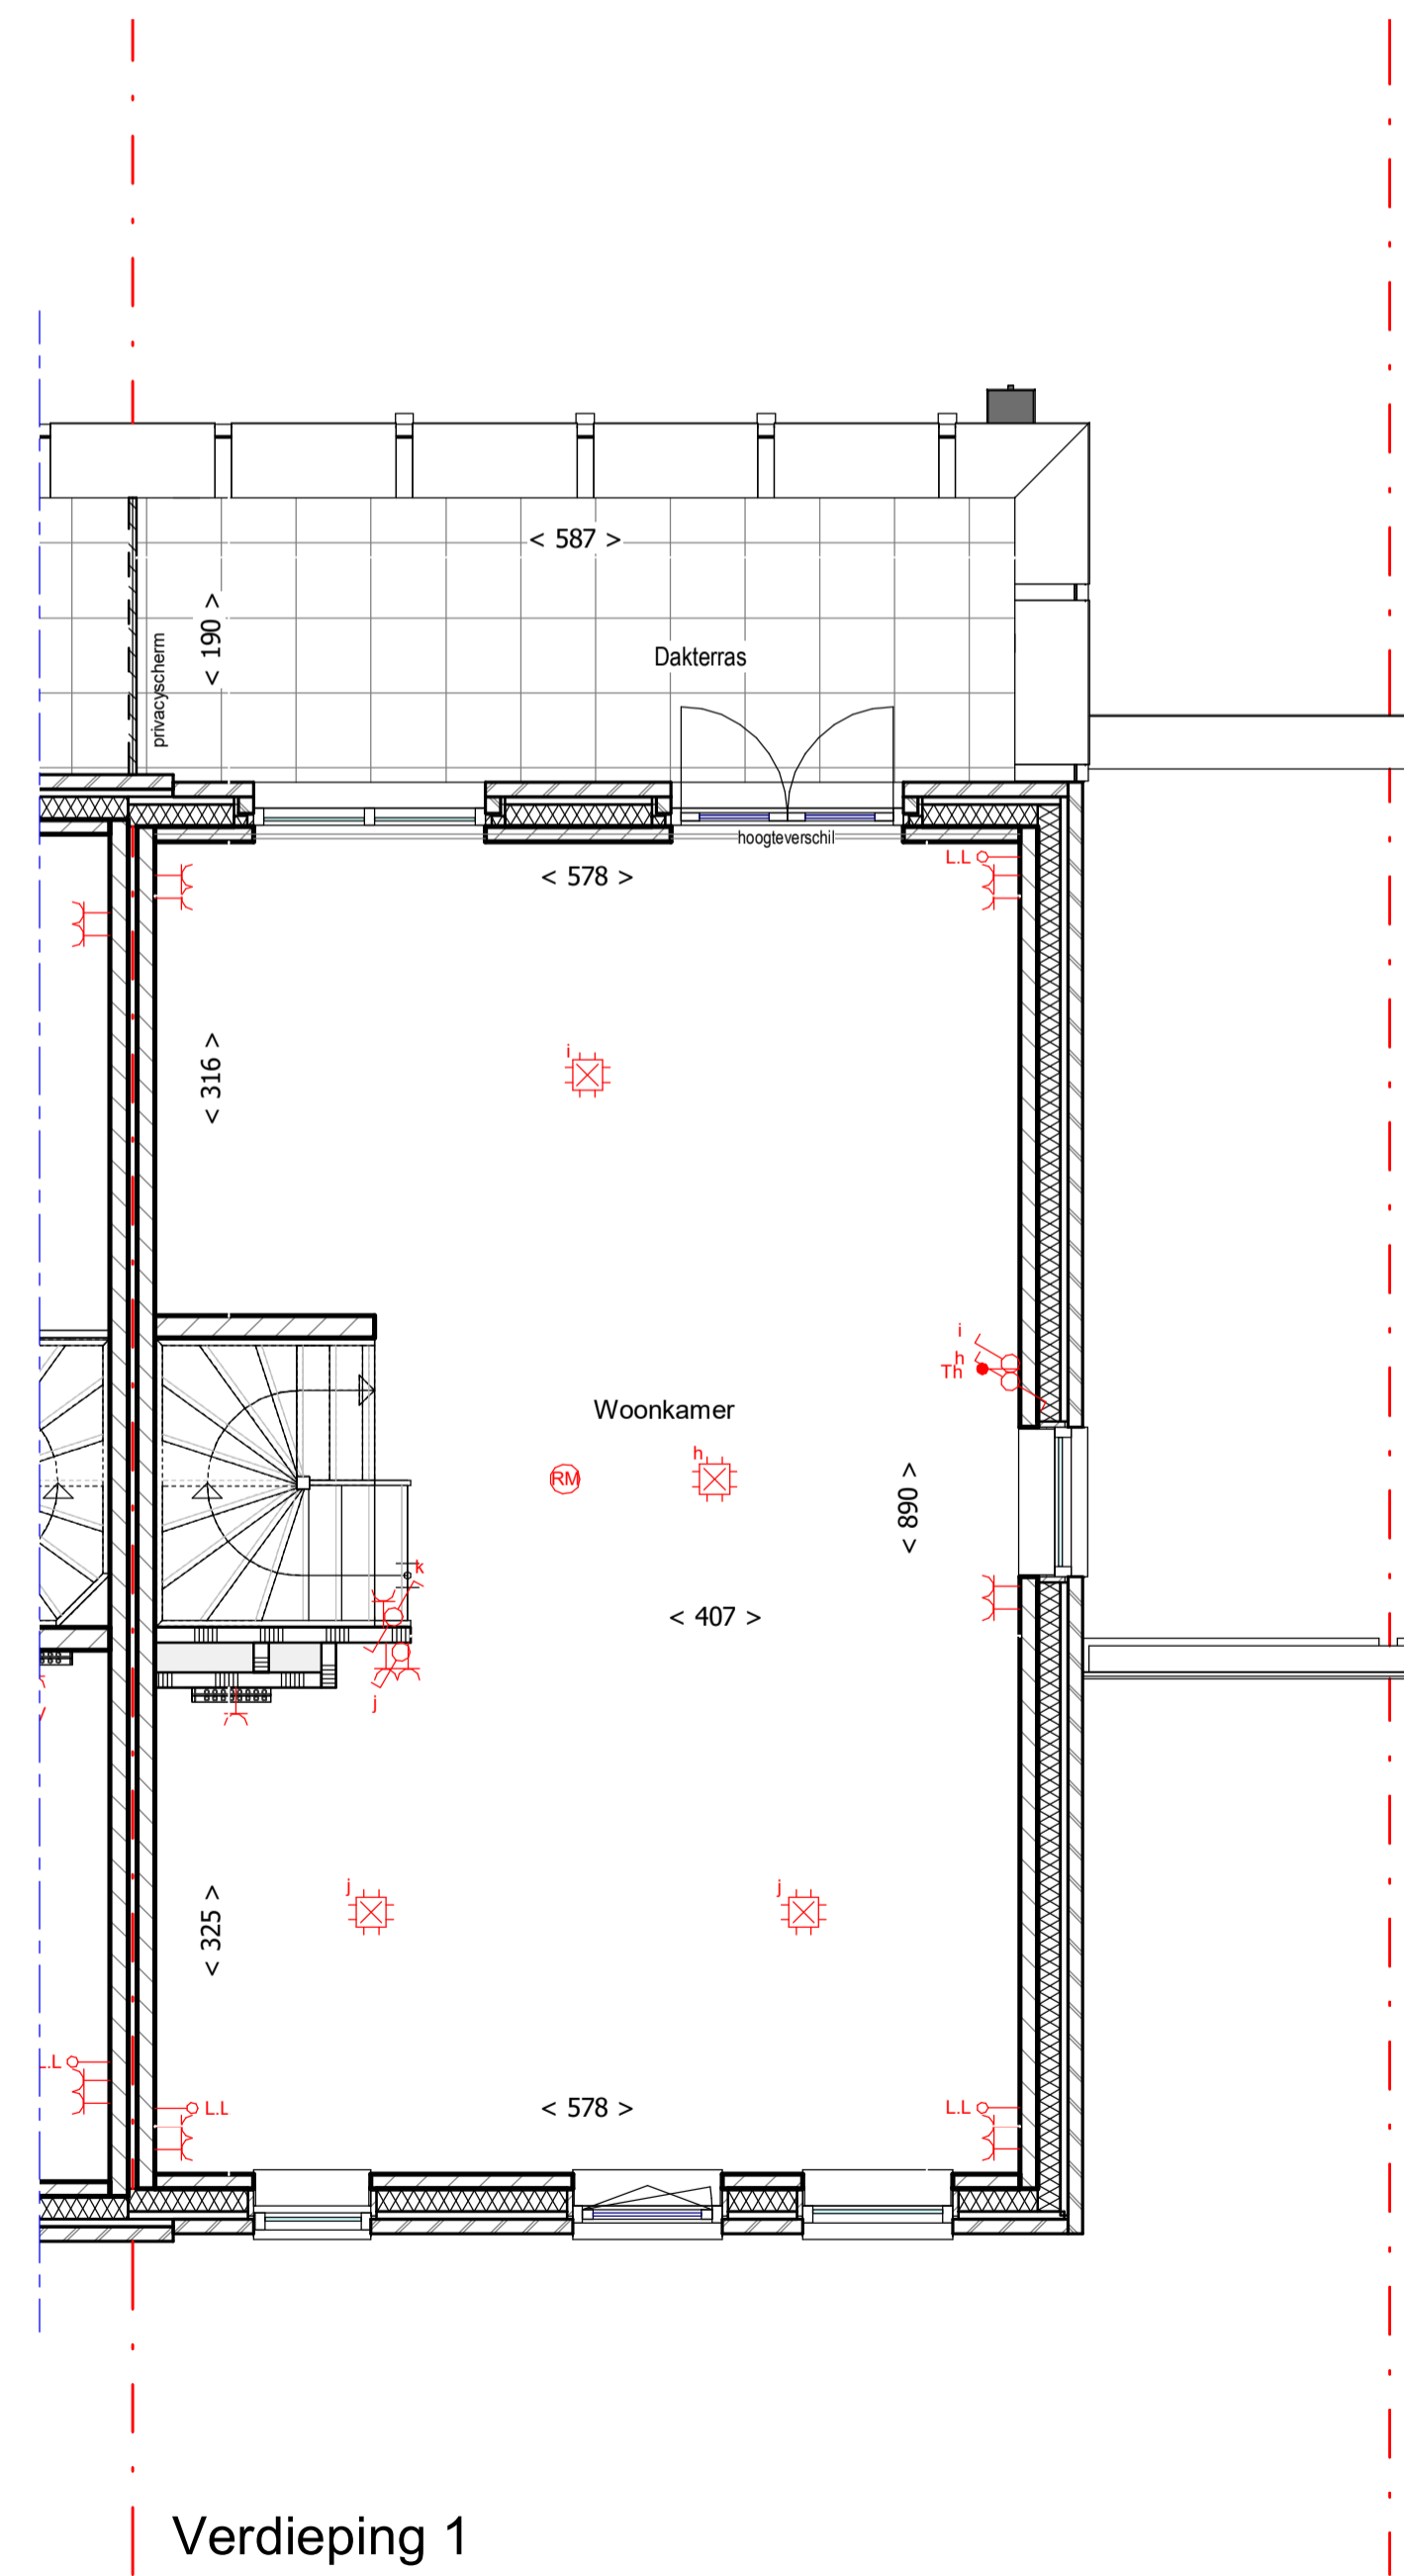 < 587 >
< 190 >
Dakterras
privacyscherm
hoogteverschil
L.L
< 578 >
< 316 >
i
i
h
Th
Woonkamer
h
RM
< 890 >
k
< 407 >
j
j
j
< 325 >
L.L
L.L
< 578 >
L.L
Verdieping 1